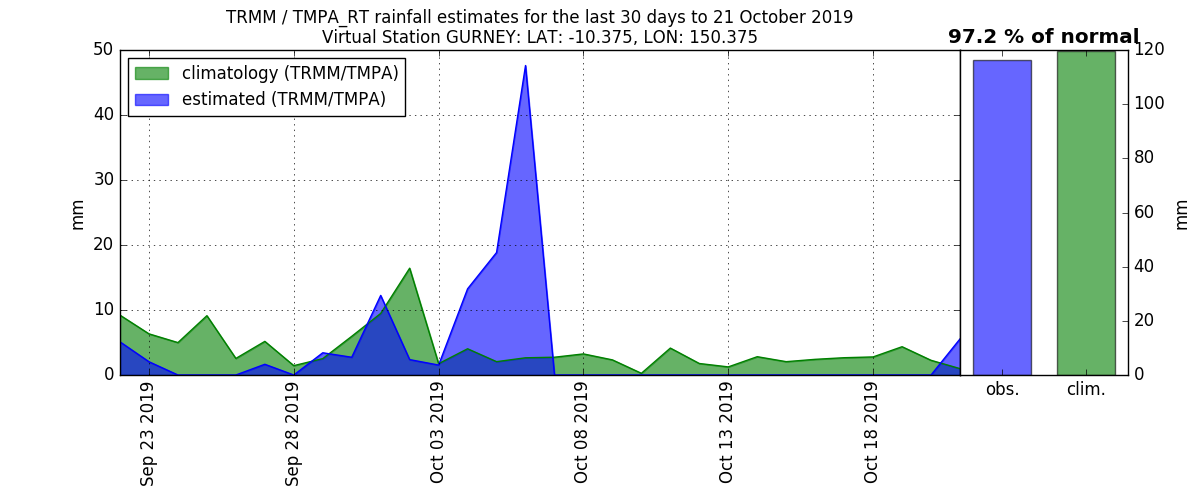 TRMM / TMPA_RT rainfall estimates for the last 30 days to 21 October 2019
Virtual Station GURNEY: LAT: -10.375, LON: 150.375
97.2 % of normal
climatology (TRMM/TMPA)
estimated (TRMM/TMPA)
50
40
30
20
10
0
mm
Sep 23 2019
Sep 28 2019
Oct 03 2019
Oct 08 2019
Oct 13 2019
Oct 18 2019
obs.
clim.
120
100
80
60
40
20
0
mm